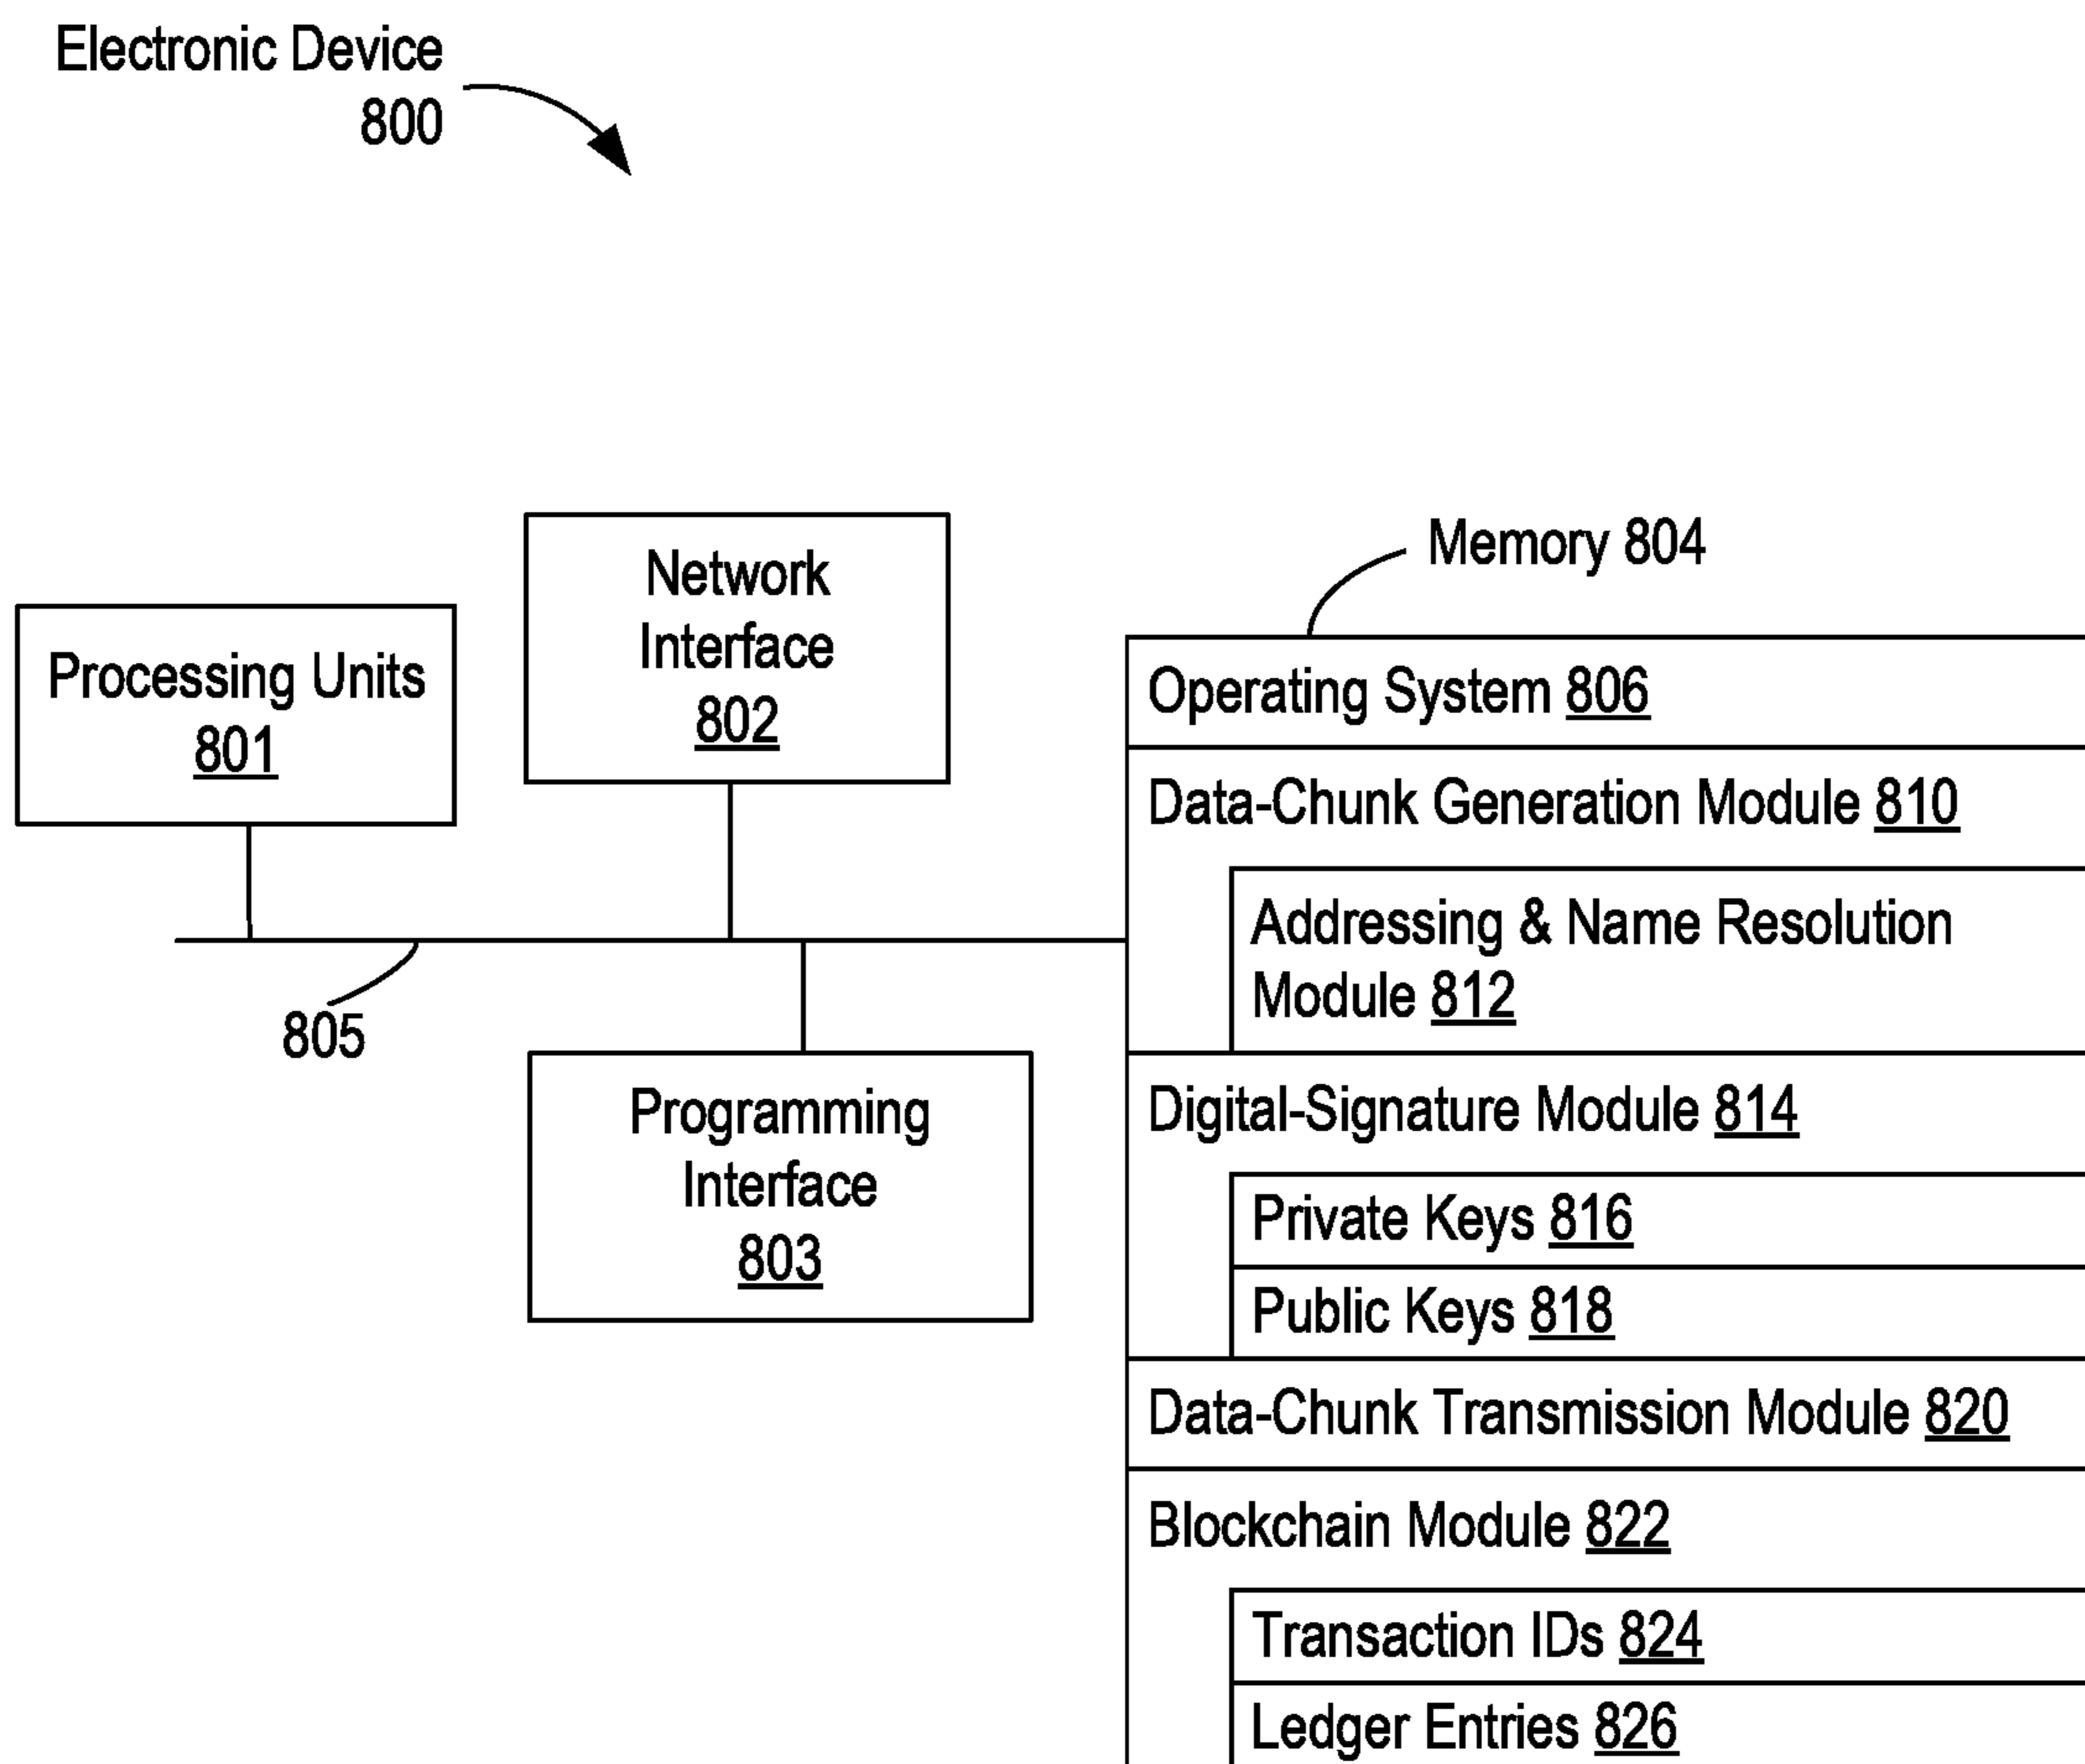 Electronic Device
800
Network
Interface
802
Memory 804
Processing Units
801
Operating System 806
Data-Chunk Generation Module 810
Addressing & Name Resolution
Module 812
805
Programming
Interface
803
Digital-Signature Module 814
Private Keys 816
Public Keys 818
Data-Chunk Transmission Module 820
Blockchain Module 822
Transaction IDs 824
Ledger Entries 826